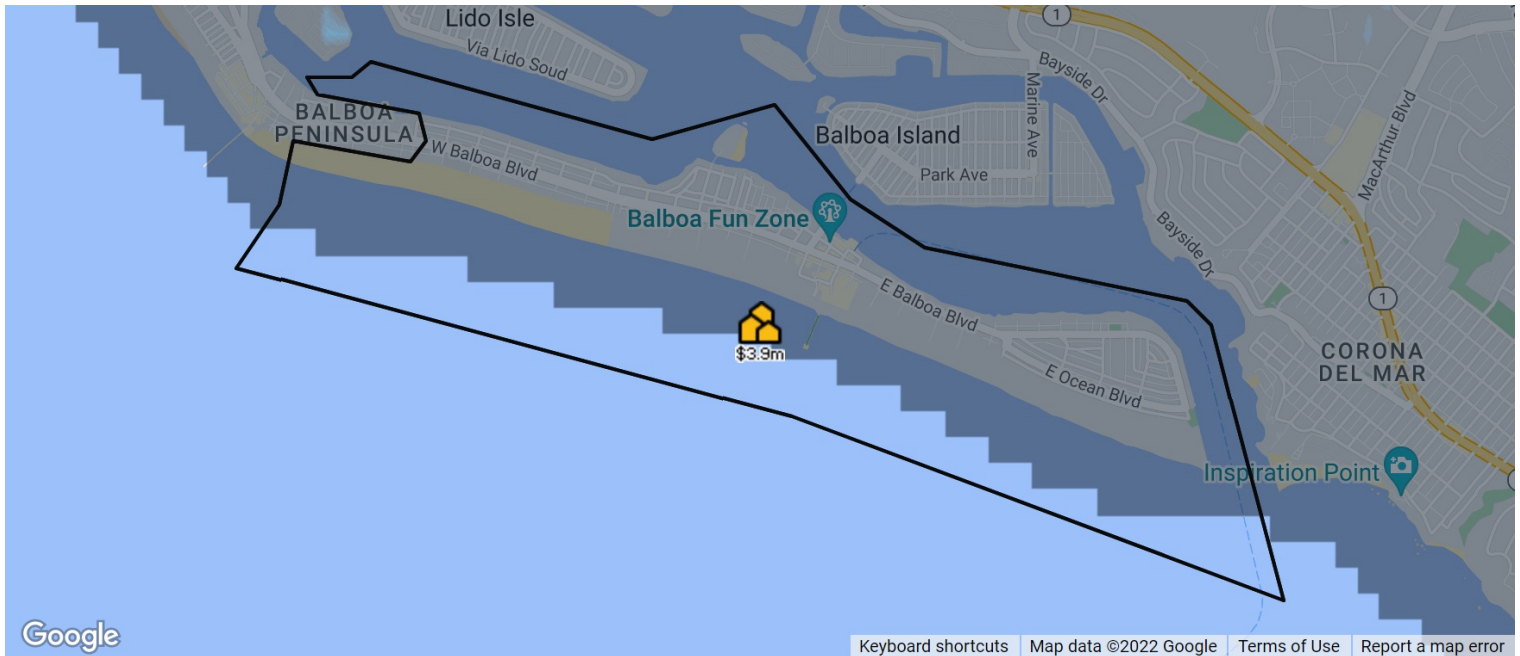 Lido Isle
1
Via Lido Soud
Bayside Dr
Marine Ave
MacArthur Blvd
BALBOA
PENINSULA
W Balboa Blvd
Balboa Island
Park Ave
Balboa Fun Zone
Bayside Dr
E Balboa Blvd
1
$3.9m
CORONA
DEL MAR
E Ocean Blvd
Inspiration Point
Google
Keyboard shortcuts
Map data ©2022 Google
Terms of Use
Report a map error